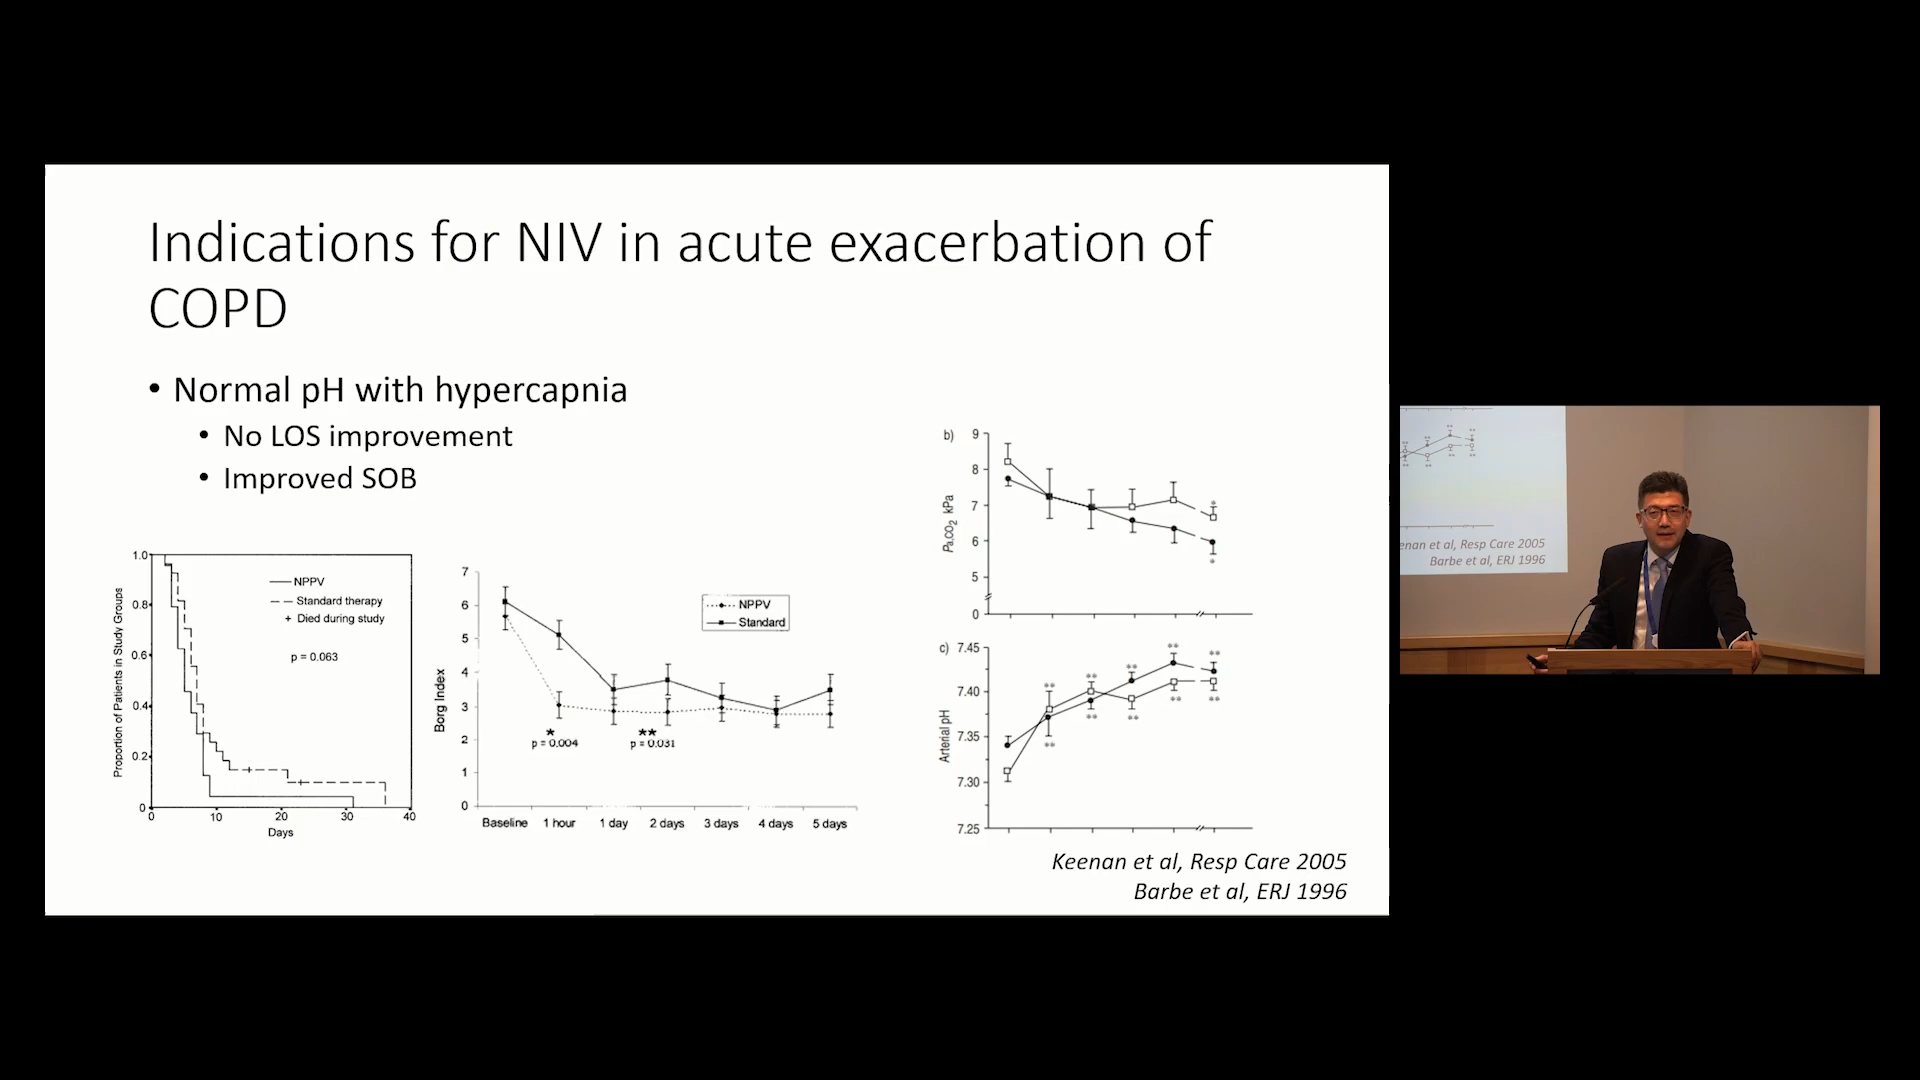 Indications for NIV in acute exacerbation of
COPD
• Normal pH with hypercapnia
• No LOS improvement
• Improved SOB
Proportion of Patients in Study Groups
1.0
0.8
0.6
0.4
0.2
0
0
10
20
30
40
Days
NPPV
Standard therapy
+ Died during study
p = 0.063
Borg Index
7
6
5
4
3
2
1
0
NPPV
Standard
*
p = 0.004
**
p = 0.031
Baseline
1 hour
1 day
2 days
3 days
4 days
5 days
b)
Pa,CO2 kPa
9
8
7
6
5
0
*
*
c)
Arterial pH
7.45
7.40
7.35
7.30
7.25
**
**
**
**
**
**
**
**
**
**
Keenan et al, Resp Care 2005
Barbe et al, ERJ 1996
enan et al, Resp Care 2005
Barbe et al, ERJ 1996